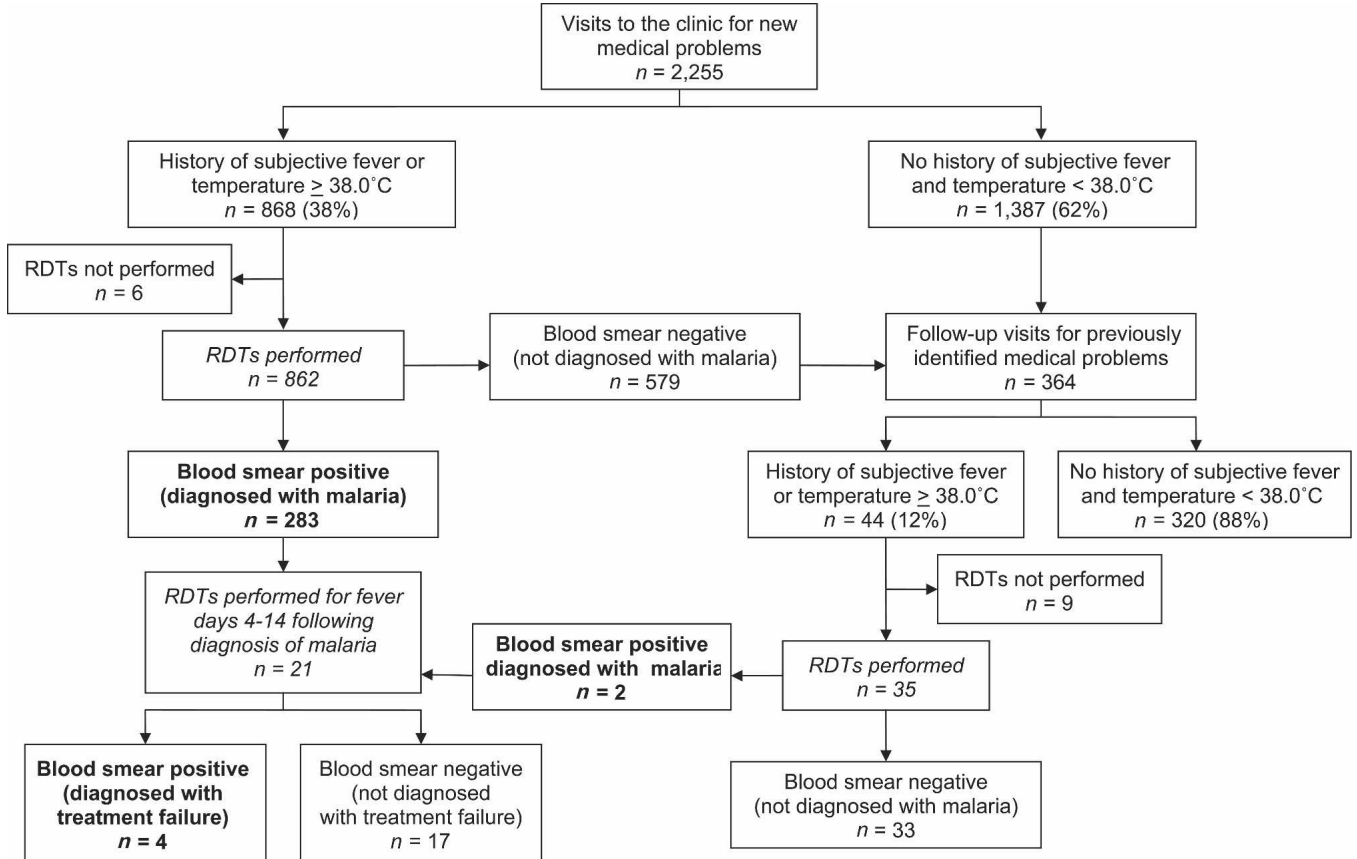 Visits to the clinic for new
medical problems
n = 2,255
History of subjective fever or
temperature ≥ 38.0˚C
n = 868 (38%)
No history of subjective fever
and temperature < 38.0˚C
n = 1,387 (62%)
RDTs not performed
n = 6
RDTs performed
n = 862
Blood smear negative
(not diagnosed with malaria)
n = 579
Follow-up visits for previously
identified medical problems
n = 364
Blood smear positive
(diagnosed with malaria)
n = 283
History of subjective fever
or temperature ≥ 38.0˚C
n = 44 (12%)
No history of subjective fever
and temperature < 38.0˚C
n = 320 (88%)
RDTs performed for fever
days 4-14 following
diagnosis of malaria
n = 21
RDTs not performed
n = 9
Blood smear positive
diagnosed with malaria
n = 2
RDTs performed
n = 35
Blood smear positive
(diagnosed with
treatment failure)
n = 4
Blood smear negative
(not diagnosed
with treatment failure)
n = 17
Blood smear negative
(not diagnosed with malaria)
n = 33